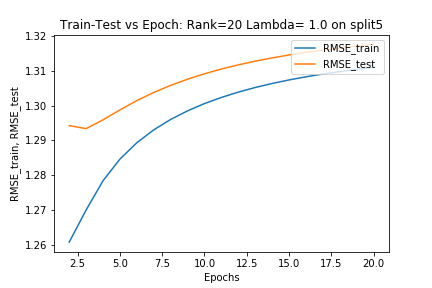 Train-Test vs Epoch: Rank=20 Lambda= 1.0 on split5
RMSE_train
RMSE_test
1.32
1.31
1.30
1.29
1.28
1.27
1.26
RMSE_train, RMSE_test
2.5 5.0 7.5 10.0 12.5 15.0 17.5 20.0
Epochs